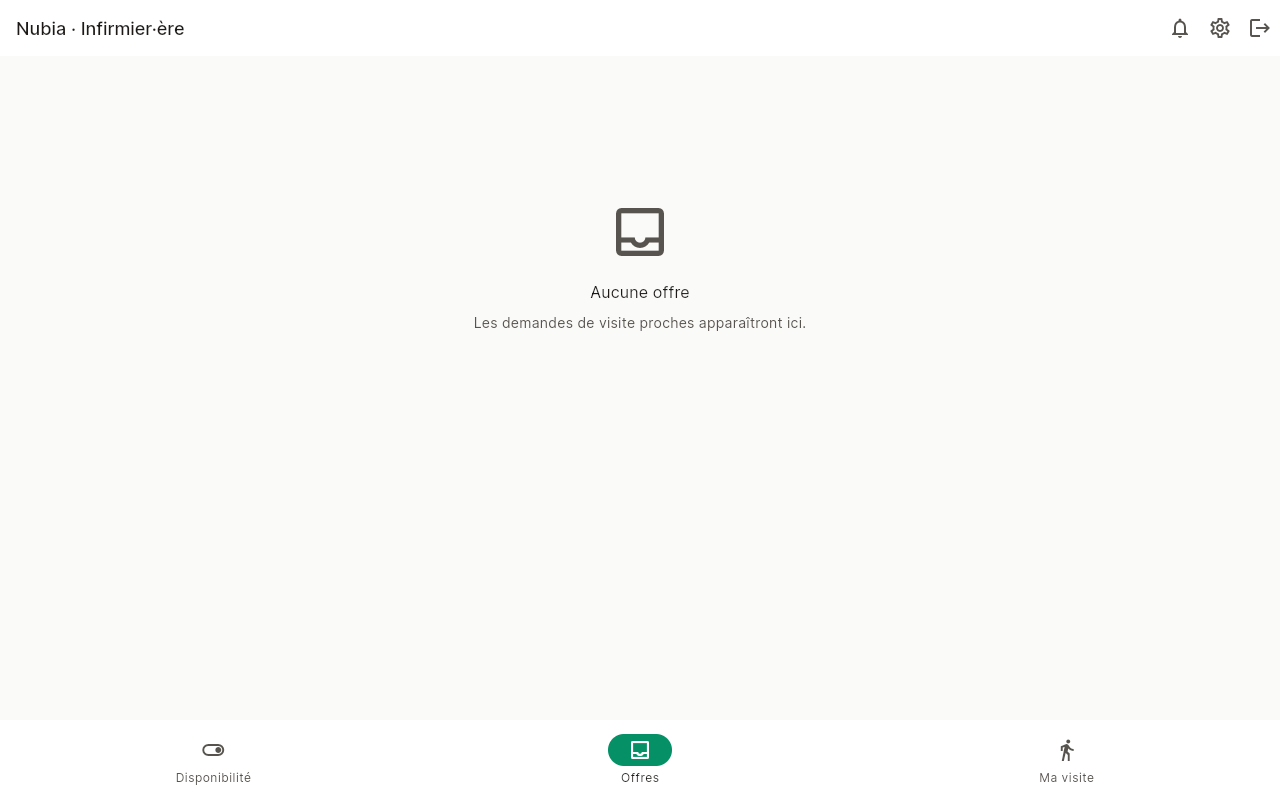 Nubia · Infirmier·ère
Aucune offre
Les demandes de visite proches apparaîtront ici.
Disponibilité
Offres
Ma visite